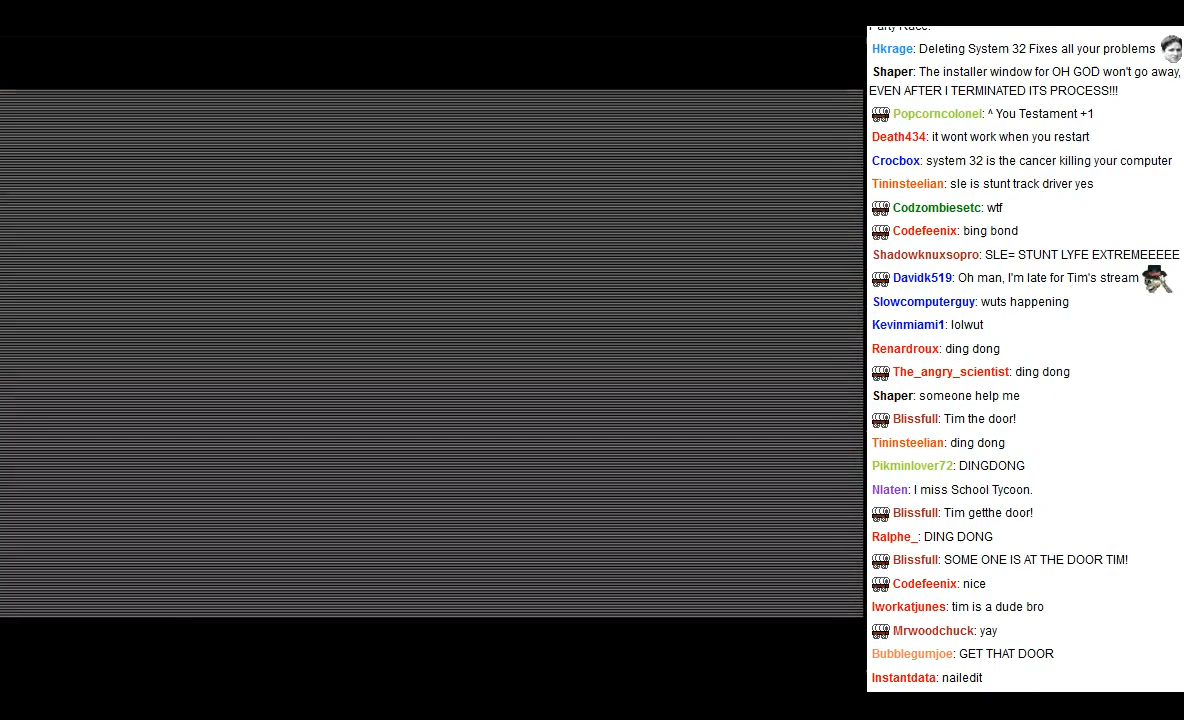 Party Race.
Hkrage: Deleting System 32 Fixes all your problems
Shaper: The installer window for OH GOD won't go away,
EVEN AFTER I TERMINATED ITS PROCESS!!!
Popcorncolonel: ^ You Testament +1
Death434: it wont work when you restart
Crocbox: system 32 is the cancer killing your computer
Tininsteelian: sle is stunt track driver yes
Codzombiesetc: wtf
Codefeenix: bing bond
Shadowknuxsopro: SLE= STUNT LYFE EXTREMEEEEE
Davidk519: Oh man, I'm late for Tim's stream
Slowcomputerguy: wuts happening
Kevinmiami1: lolwut
Renardroux: ding dong
The_angry_scientist: ding dong
Shaper: someone help me
Blissfull: Tim the door!
Tininsteelian: ding dong
Pikminlover72: DINGDONG
Nlaten: I miss School Tycoon.
Blissfull: Tim getthe door!
Ralphe_: DING DONG
Blissfull: SOME ONE IS AT THE DOOR TIM!
Codefeenix: nice
Iworkatjunes: tim is a dude bro
Mrwoodchuck: yay
Bubblegumjoe: GET THAT DOOR
Instantdata: nailedit